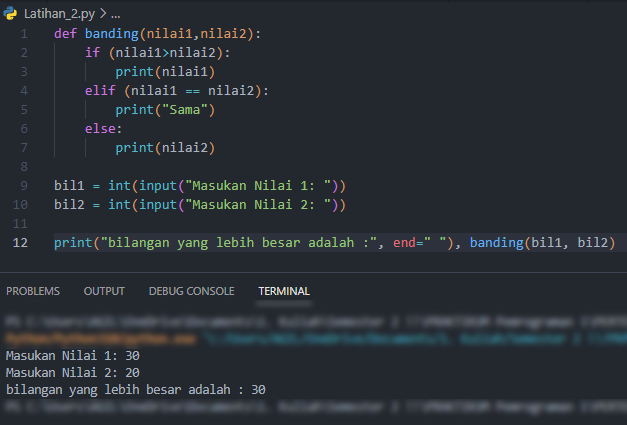 Latihan_2.py > ...
1 def banding(nilai1,nilai2):
2     if (nilai1>nilai2):
3         print(nilai1)
4     elif (nilai1 == nilai2):
5         print("Sama")
6     else:
7         print(nilai2)
8
9 bil1 = int(input("Masukan Nilai 1: "))
10 bil2 = int(input("Masukan Nilai 2: "))
11
12 print("bilangan yang lebih besar adalah :", end=" "), banding(bil1, bil2)
PROBLEMS OUTPUT DEBUG CONSOLE TERMINAL
Masukan Nilai 1: 30
Masukan Nilai 2: 20
bilangan yang lebih besar adalah : 30